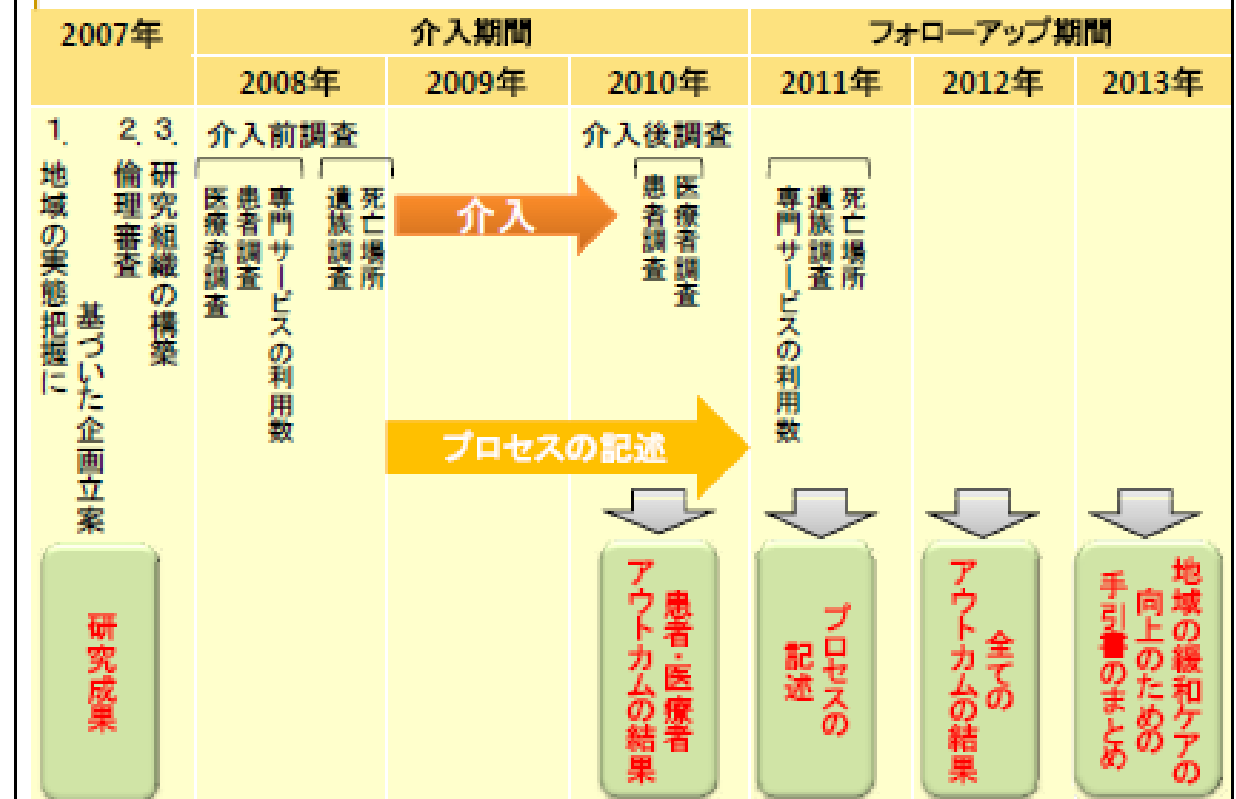 2007年
介入期間
フォローアップ期間
2008年
2009年
2010年
2011年
2012年
2013年
1.
地域の実態把握に
基づいた企画立案
2.
倫理審査
3.
研究組織の構築
介入前調査
医療者調査
患者調査
専門サービスの利用数
遺族調査
死亡場所
介入
介入後調査
患者調査
医療者調査
専門サービスの利用数
遺族調査
死亡場所
プロセスの記述
研究成果
患者・医療者
アウトカムの結果
プロセスの
記述
全ての
アウトカムの結果
地域の緩和ケアの
向上のための
手引書のまとめ